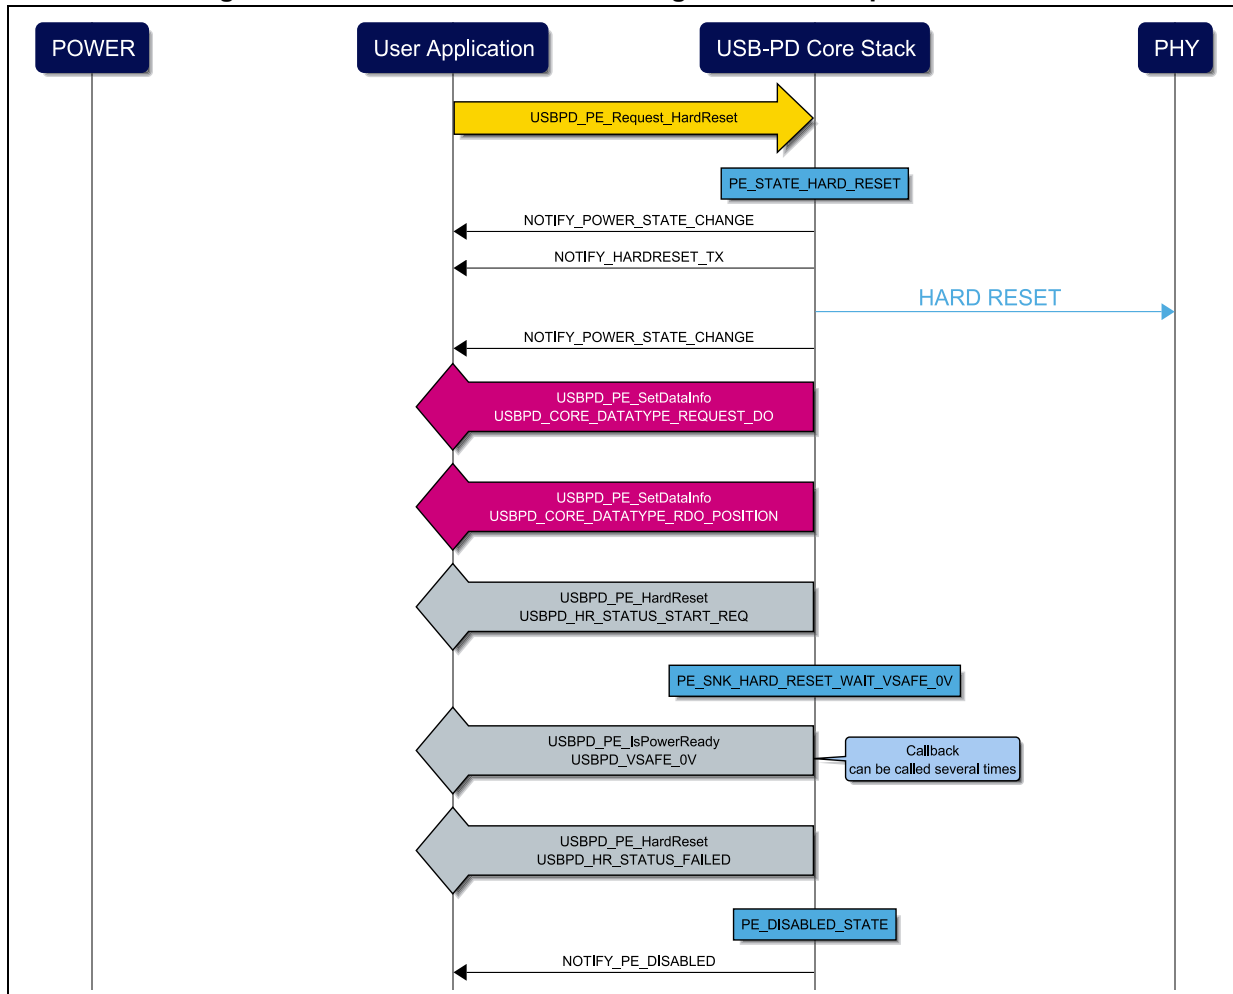 POWER
User Application
USB-PD Core Stack
PHY
USBPD_PE_Request_HardReset
PE_STATE_HARD_RESET
NOTIFY_POWER_STATE_CHANGE
NOTIFY_HARDRESET_TX
HARD RESET
NOTIFY_POWER_STATE_CHANGE
USBPD_PE_SetDataInfo
USBPD_CORE_DATATYPE_REQUEST_DO
USBPD_PE_SetDataInfo
USBPD_CORE_DATATYPE_RDO_POSITION
USBPD_PE_HardReset
USBPD_HR_STATUS_START_REQ
PE_SNK_HARD_RESET_WAIT_VSAFE_0V
USBPD_PE_IsPowerReady
USBPD_VSAFE_0V
Callback
can be called several times
USBPD_PE_HardReset
USBPD_HR_STATUS_FAILED
PE_DISABLED_STATE
NOTIFY_PE_DISABLED